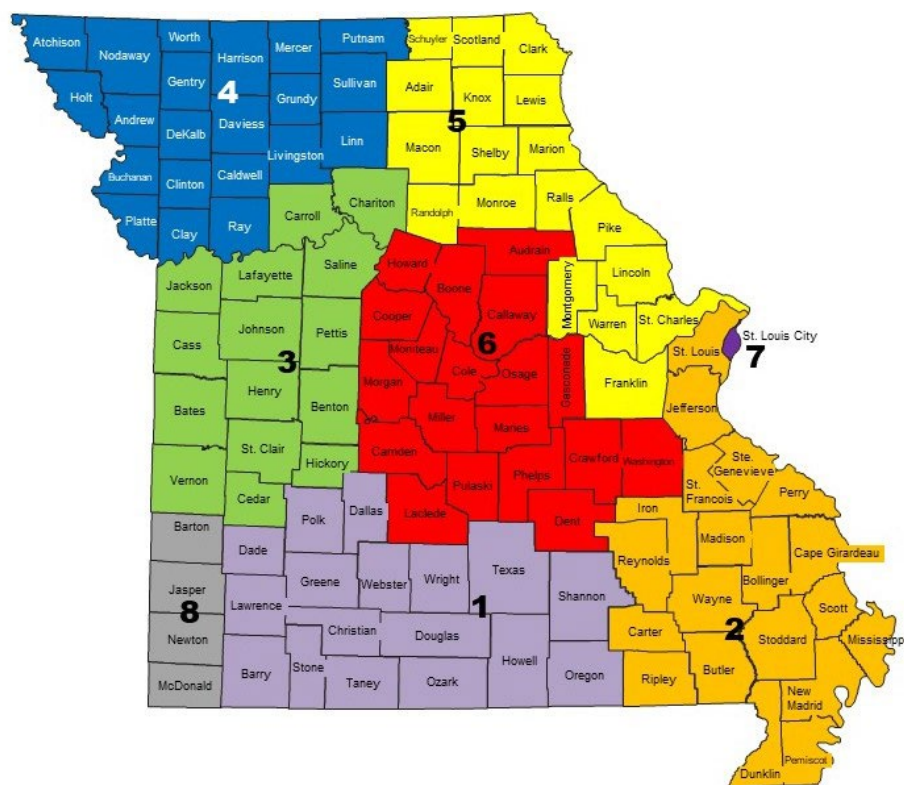 Atchison
Nodaway
Worth
Harrison
Mercer
Putnam
Schuyler
Scotland
Clark
Gentry
Sullivan
Adair
Knox
Lewis
Holt
4
Grundy
Andrew
DeKalb
Daviess
5
Linn
Macon
Shelby
Marion
Livingston
Buchanan
Clinton
Caldwell
Chariton
Randolph
Monroe
Ralls
Carroll
Platte
Clay
Ray
Pike
Audrain
Howard
Saline
Lafayette
Boone
Jackson
Montgomery
Lincoln
Callaway
Cooper
Johnson
Pettis
Warren
St. Charles
St. Louis City
Cass
6
7
Moniteau
St. Louis
3
Cole
Osage
Gasconade
Franklin
Morgan
Henry
Benton
Jefferson
Bates
Miller
Maries
St. Clair
Camden
Hickory
Crawford
Washington
Ste.
Genevieve
Vernon
Pulaski
Phelps
St.
Francois
Perry
Cedar
Laclede
Dent
Iron
Polk
Dallas
Barton
Madison
Cape Girardeau
Dade
Reynolds
Texas
Greene
Webster
Wright
Bollinger
Jasper
Shannon
Wayne
8
Lawrence
1
Scott
Christian
Douglas
2
Stoddard
Mississipp
Newton
Carter
Howell
Barry
Stone
Taney
Ozark
Oregon
Ripley
Butler
McDonald
New
Madrid
Pemiscot
Dunklin